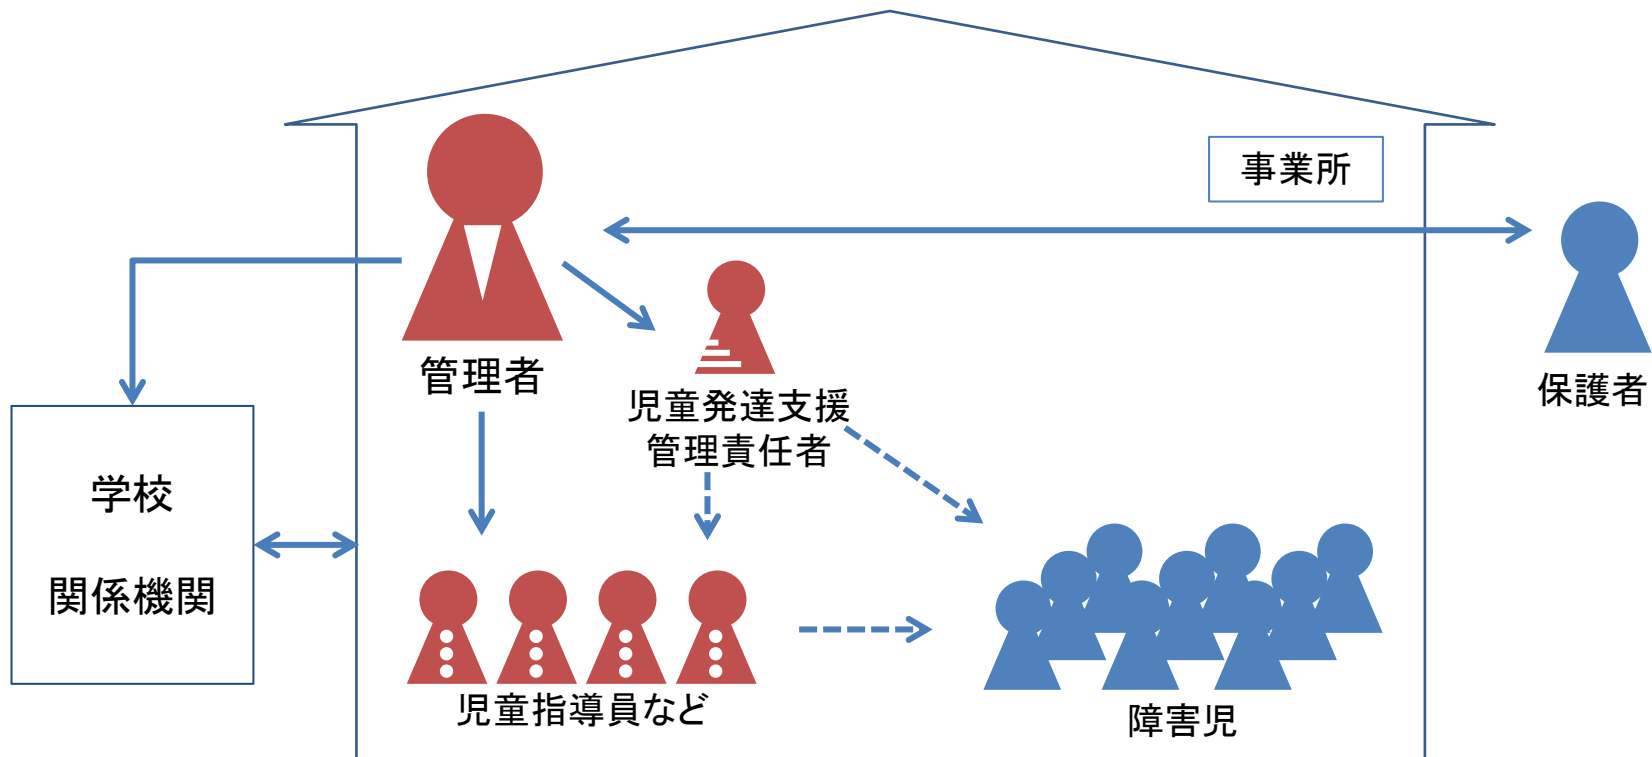 事業所
管理者
児童発達支援
管理責任者
保護者
学校
関係機関
児童指導員など
障害児